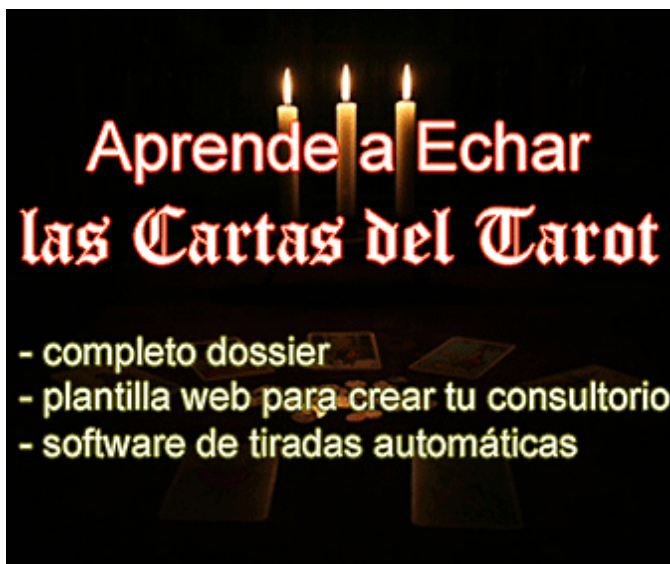 Aprende a Echar
las Cartas del Tarot
- completo dossier
- plantilla web para crear tu consultorio
- software de tiradas automáticas